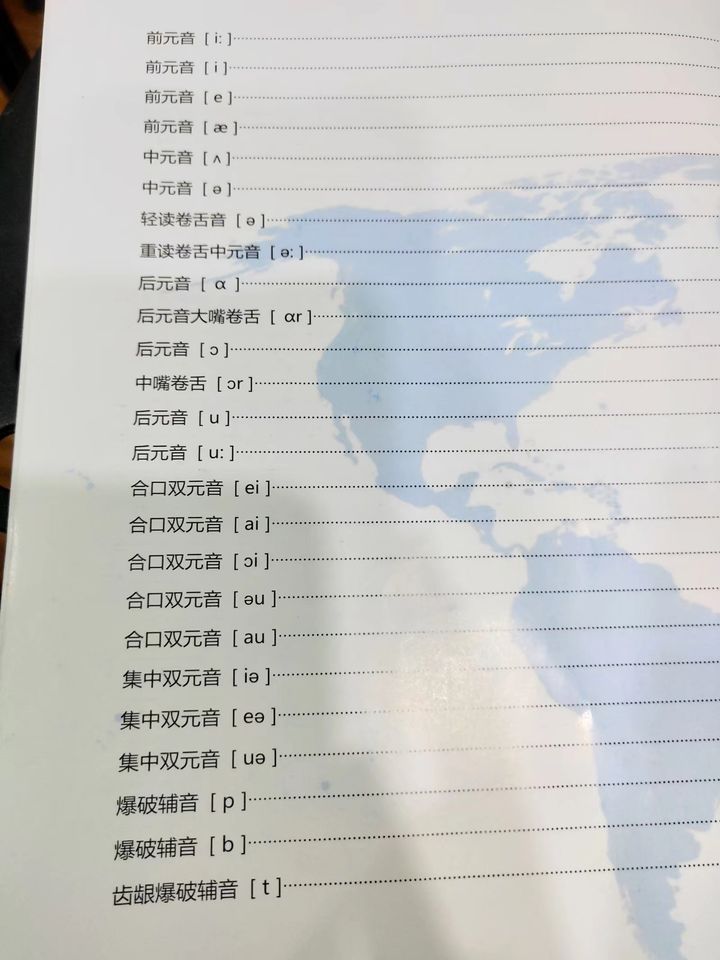 前元音 [ i: ]
前元音 [ i ]
前元音 [ e ]
前元音 [ æ ]
中元音 [ ʌ ]
中元音 [ ə ]
轻读卷舌音 [ ə ]
重读卷舌中元音 [ ə: ]
后元音 [ ɑ ]
后元音大嘴卷舌 [ ɑr ]
后元音 [ ɔ ]
中嘴卷舌 [ ɔr ]
后元音 [ u ]
后元音 [ u: ]
合口双元音 [ ei ]
合口双元音 [ ai ]
合口双元音 [ ɔi ]
合口双元音 [ əu ]
合口双元音 [ au ]
集中双元音 [ iə ]
集中双元音 [ eə ]
集中双元音 [ uə ]
爆破辅音 [ p ]
爆破辅音 [ b ]
齿龈爆破辅音 [ t ]